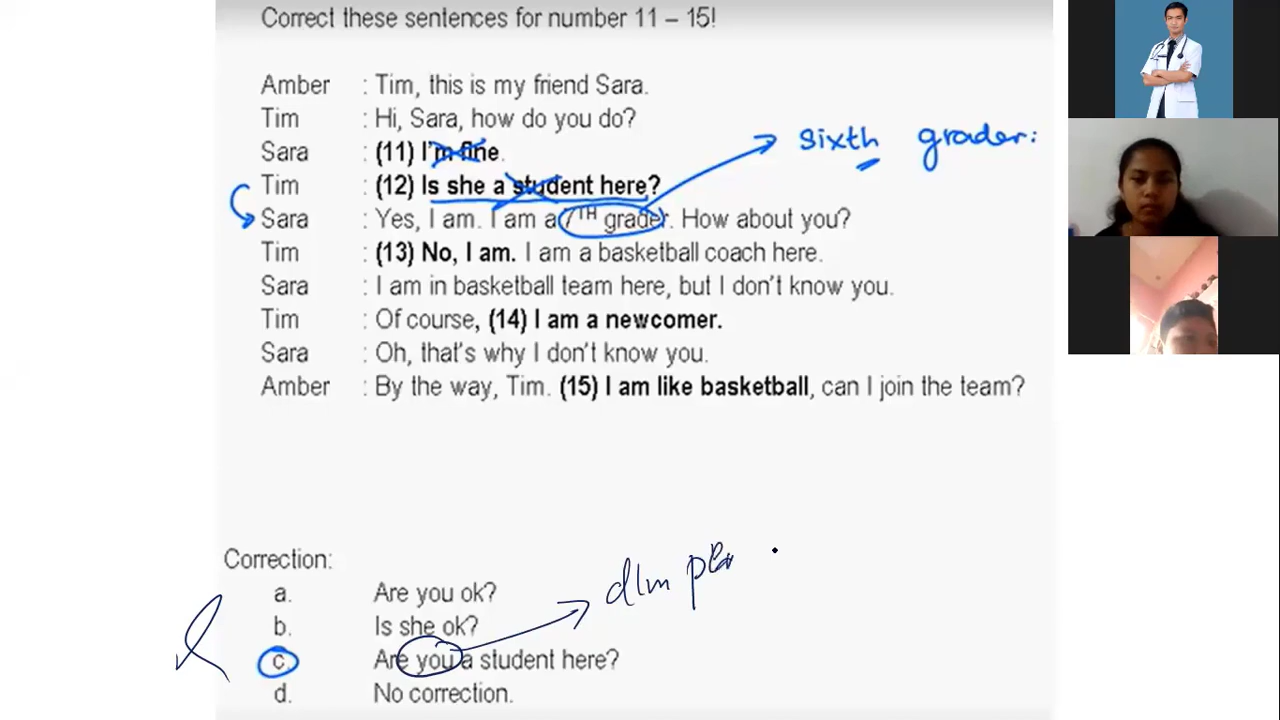 Correct these sentences for number 11 – 15!
Amber : Tim, this is my friend Sara.
Tim : Hi, Sara, how do you do?
Sara : (11) I'm fine.
sixth grader:
Tim : (12) Is she a student here?
Sara : Yes, I am. I am a 7TH grader. How about you?
Tim : (13) No, I am. I am a basketball coach here.
Sara : I am in basketball team here, but I don't know you.
Tim : Of course, (14) I am a newcomer.
Sara : Oh, that's why I don't know you.
Amber : By the way, Tim. (15) I am like basketball, can I join the team?
Correction:
dlm
a. Are you ok?
b. Is she ok?
c. Are you a student here?
d. No correction.